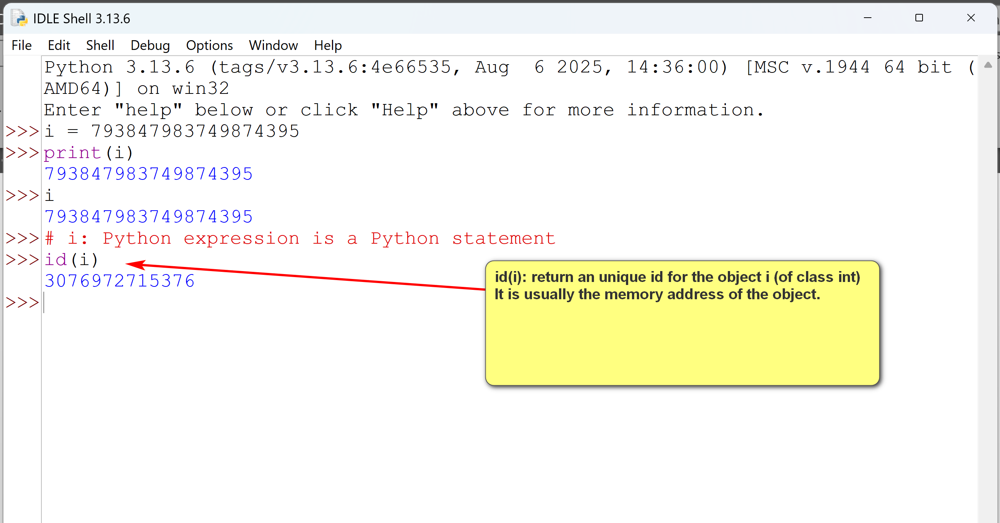 IDLE Shell 3.13.6
File Edit Shell Debug Options Window Help
Python 3.13.6 (tags/v3.13.6:4e66535, Aug  6 2025, 14:36:00) [MSC v.1944 64 bit (
AMD64)] on win32
Enter "help" below or click "Help" above for more information.
>>> i = 793847983749874395
>>> print(i)
793847983749874395
>>> i
793847983749874395
>>> # i: Python expression is a Python statement
>>> id(i)
3076972715376
>>>
id(i): return an unique id for the object i (of class int)
It is usually the memory address of the object.